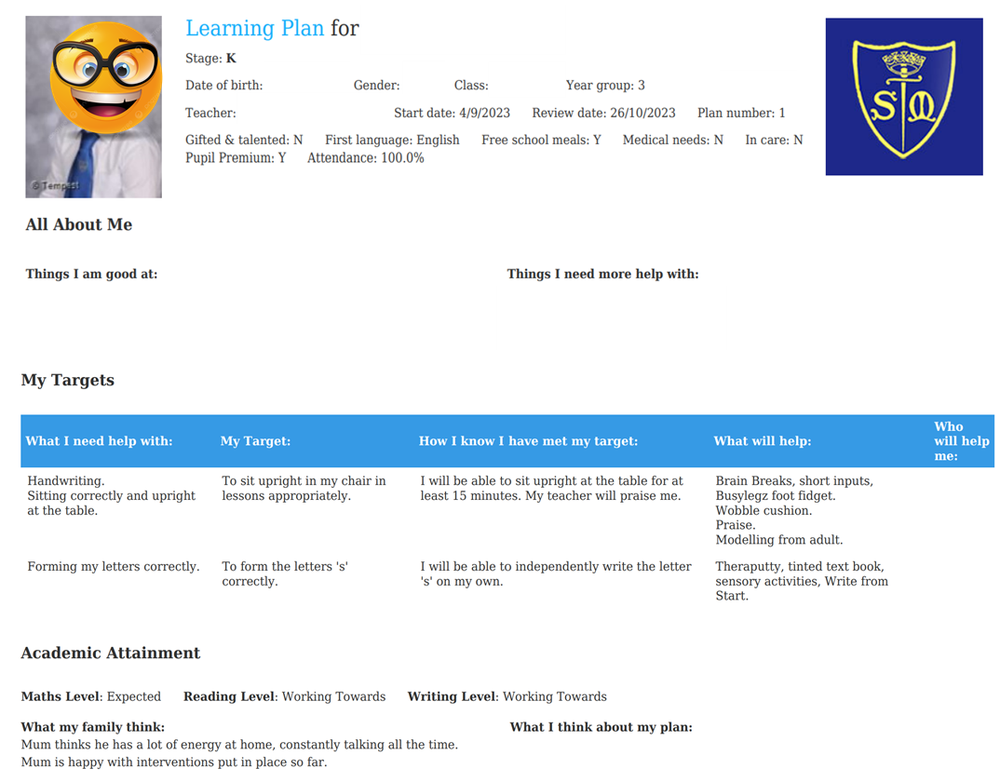 Learning Plan for
Stage: K
Date of birth: Gender: Class: Year group: 3
Teacher: Start date: 4/9/2023 Review date: 26/10/2023 Plan number: 1
Gifted & talented: N First language: English Free school meals: Y Medical needs: N In care: N
Pupil Premium: Y Attendance: 100.0%
© Tempest
S M
All About Me
Things I am good at: Things I need more help with:
My Targets
What I need help with: My Target: How I know I have met my target: What will help: Who will help me:
Handwriting.
Sitting correctly and upright
at the table.
To sit upright in my chair in
lessons appropriately.
I will be able to sit upright at the table for at
least 15 minutes. My teacher will praise me.
Brain Breaks, short inputs,
Busylegz foot fidget.
Wobble cushion.
Praise.
Modelling from adult.
Forming my letters correctly.
To form the letters 's'
correctly.
I will be able to independently write the letter
's' on my own.
Theraputty, tinted text book,
sensory activities, Write from
Start.
Academic Attainment
Maths Level: Expected Reading Level: Working Towards Writing Level: Working Towards
What my family think:
Mum thinks he has a lot of energy at home, constantly talking all the time.
Mum is happy with interventions put in place so far.
What I think about my plan: